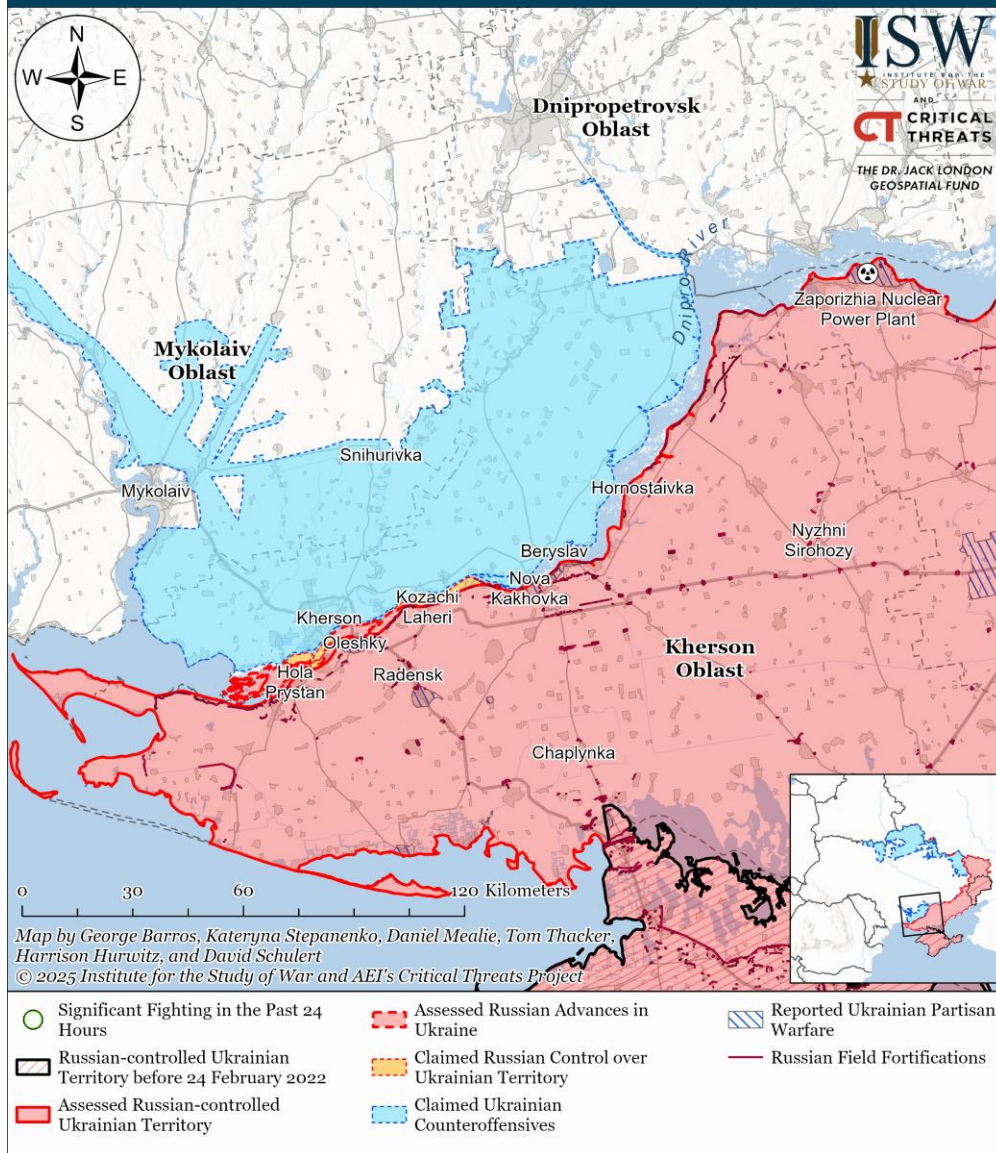 N
W E
S
ISW
INSTITUTE FOR THE
STUDY OF WAR
AND
CT CRITICAL
THREATS
THE DR. JACK LONDON
GEOSPATIAL FUND
Dnipropetrovsk
Oblast
Dnipro River
Zaporizhia Nuclear
Power Plant
Mykolaiv
Oblast
Snihurivka
Mykolaiv
Hornostaivka
Nyzhni
Sirohozy
Beryslav
Nova
Kakhovka
Kozachi
Laheri
Kherson
Oleshky
Kherson
Oblast
Hola
Prystan
Radensk
Chaplynka
0 30 60 120 Kilometers
Map by George Barros, Kateryna Stepanenko, Daniel Mealie, Tom Thacker,
Harrison Hurwitz, and David Schulert
© 2025 Institute for the Study of War and AEI's Critical Threats Project
Significant Fighting in the Past 24
Hours
Russian-controlled Ukrainian
Territory before 24 February 2022
Assessed Russian-controlled
Ukrainian Territory
Assessed Russian Advances in
Ukraine
Claimed Russian Control over
Ukrainian Territory
Claimed Ukrainian
Counteroffensives
Reported Ukrainian Partisan
Warfare
Russian Field Fortifications